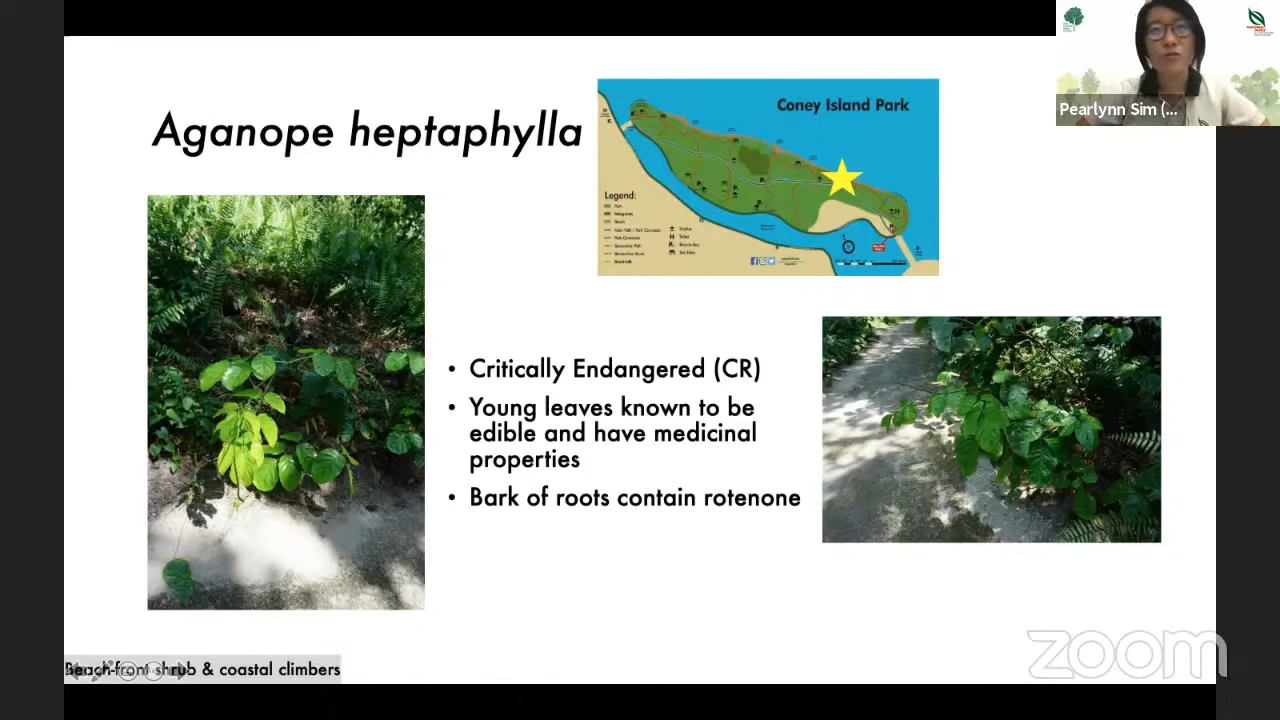 Pearlynn Sim (...
Aganope heptaphylla
Coney Island Park
Legend:
• Critically Endangered (CR)
• Young leaves known to be
edible and have medicinal
properties
• Bark of roots contain rotenone
Beach-front shrub & coastal climbers
zoom